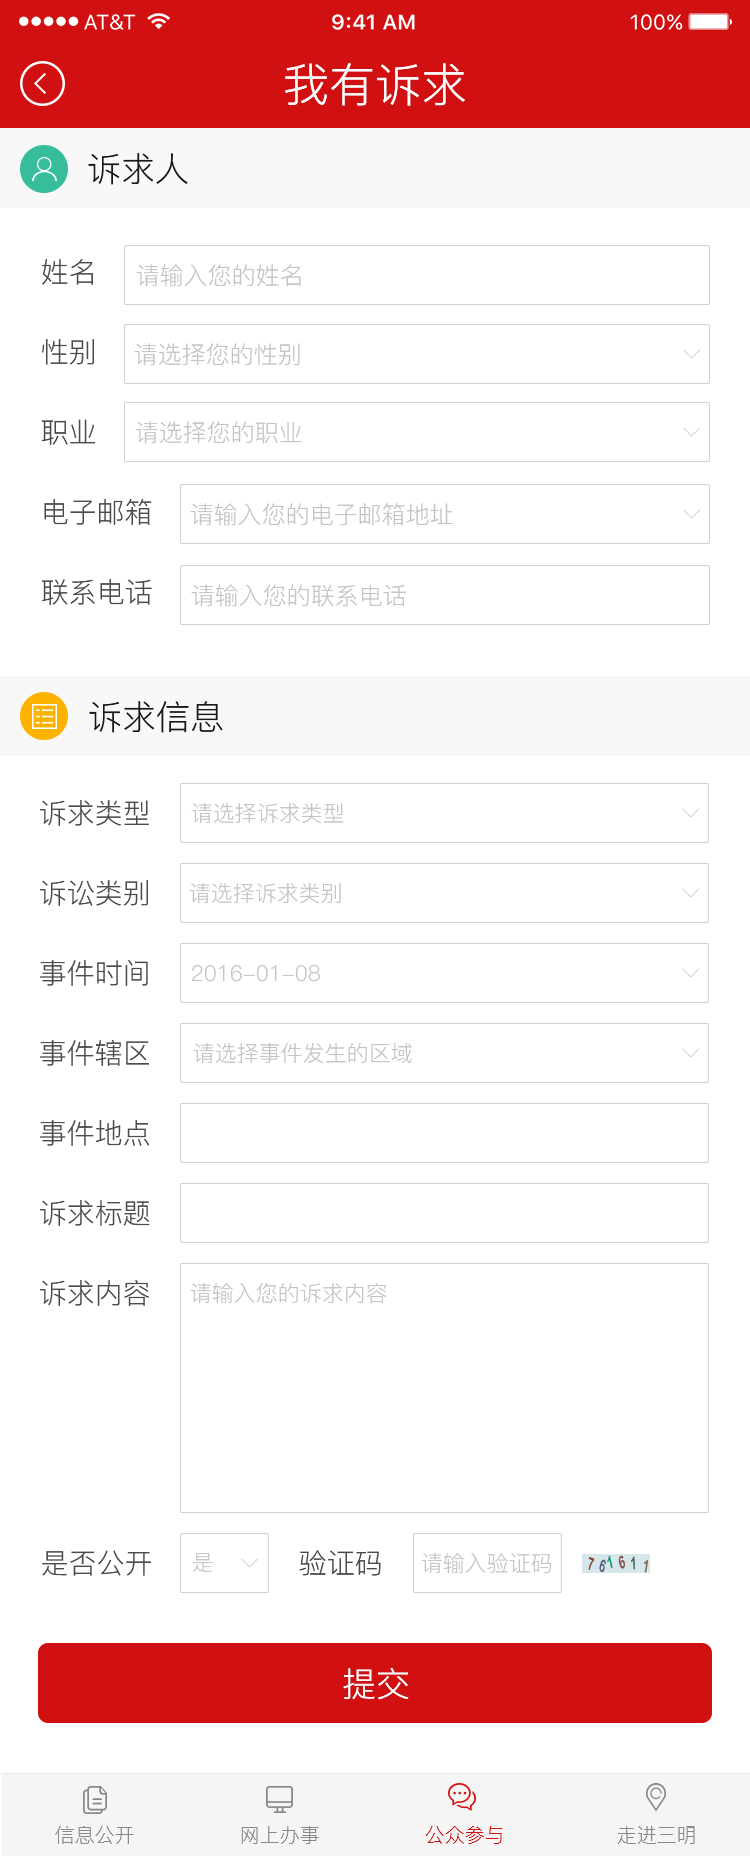 AT&T 9:41 AM 100%
我有诉求
诉求人
姓名 请输入您的姓名
性别 请选择您的性别
职业 请选择您的职业
电子邮箱 请输入您的电子邮箱地址
联系电话 请输入您的联系电话
诉求信息
诉求类型 请选择诉求类型
诉讼类别 请选择诉求类别
事件时间 2016-01-08
事件辖区 请选择事件发生的区域
事件地点
诉求标题
诉求内容 请输入您的诉求内容
是否公开 是 验证码 请输入验证码 761611
提交
信息公开 网上办事 公众参与 走进三明